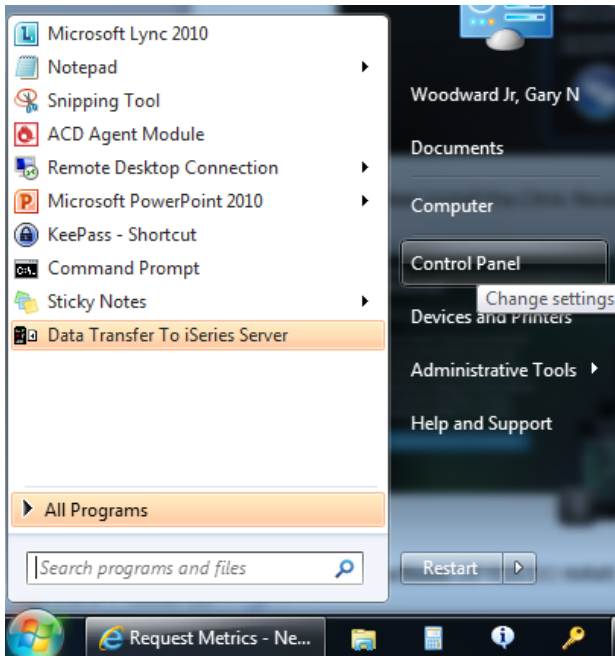 Microsoft Lync 2010
Notepad
Snipping Tool
ACD Agent Module
Remote Desktop Connection
Microsoft PowerPoint 2010
KeePass - Shortcut
Command Prompt
Sticky Notes
Data Transfer To iSeries Server
All Programs
Search programs and files
Woodward Jr, Gary N
Documents
Computer
Control Panel
Change settings
Devices and Printers
Administrative Tools
Help and Support
Restart
Request Metrics - Ne...